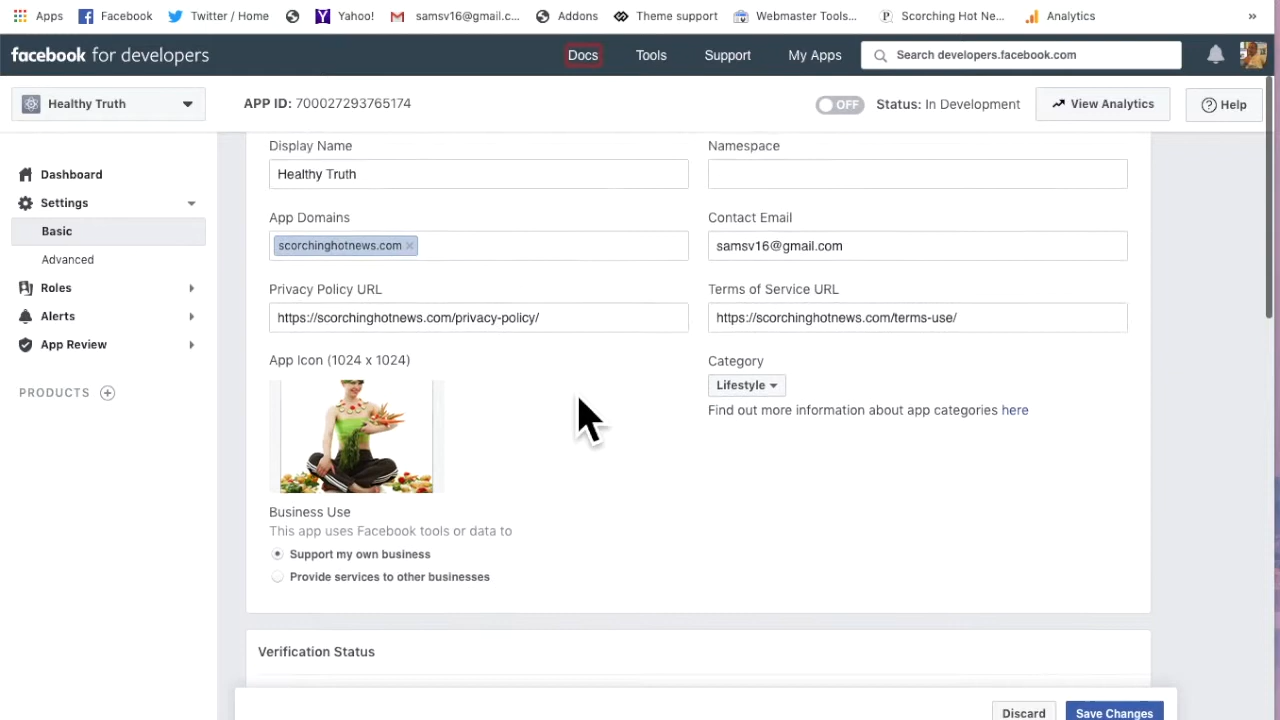 Apps Facebook Twitter / Home Yahoo! samsv16@gmail.c... Addons Theme support Webmaster Tools... Scorching Hot Ne... Analytics »
facebook for developers Docs Tools Support My Apps Search developers.facebook.com
Healthy Truth APP ID: 700027293765174 OFF Status: In Development View Analytics Help
Dashboard
Settings
Basic
Advanced
Roles
Alerts
App Review
PRODUCTS
Display Name Namespace
Healthy Truth
App Domains Contact Email
scorchinghotnews.com × samsv16@gmail.com
Privacy Policy URL Terms of Service URL
https://scorchinghotnews.com/privacy-policy/ https://scorchinghotnews.com/terms-use/
App Icon (1024 x 1024) Category
Lifestyle
Find out more information about app categories here
Business Use
This app uses Facebook tools or data to
Support my own business
Provide services to other businesses
Verification Status
Discard Save Changes